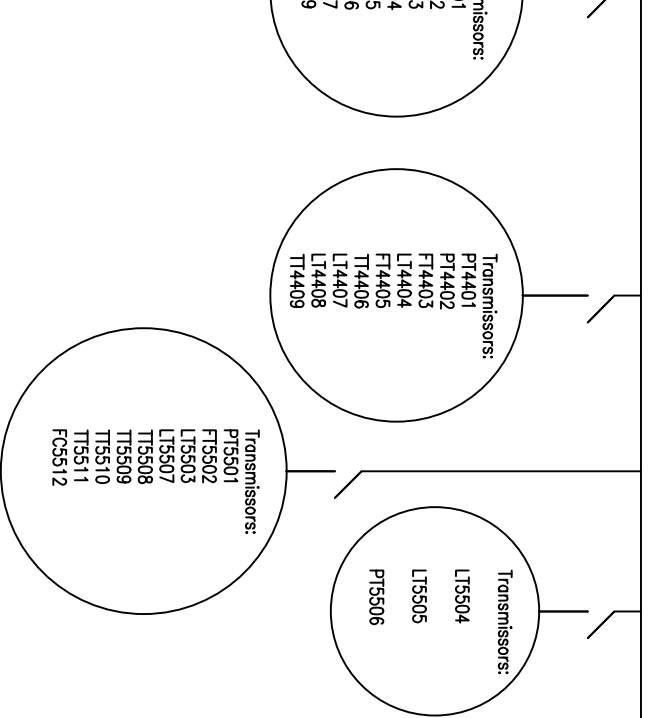 Transmissors:
PT4401
PT4402
FT4403
LT4404
FT4405
TT4406
LT4407
LT4408
TT4409
Transmissors:
PT5501
FT5502
LT5503
LT5507
TT5508
TT5509
TT5510
TT5511
FC5512
Transmissors:
LT5504
LT5505
PT5506